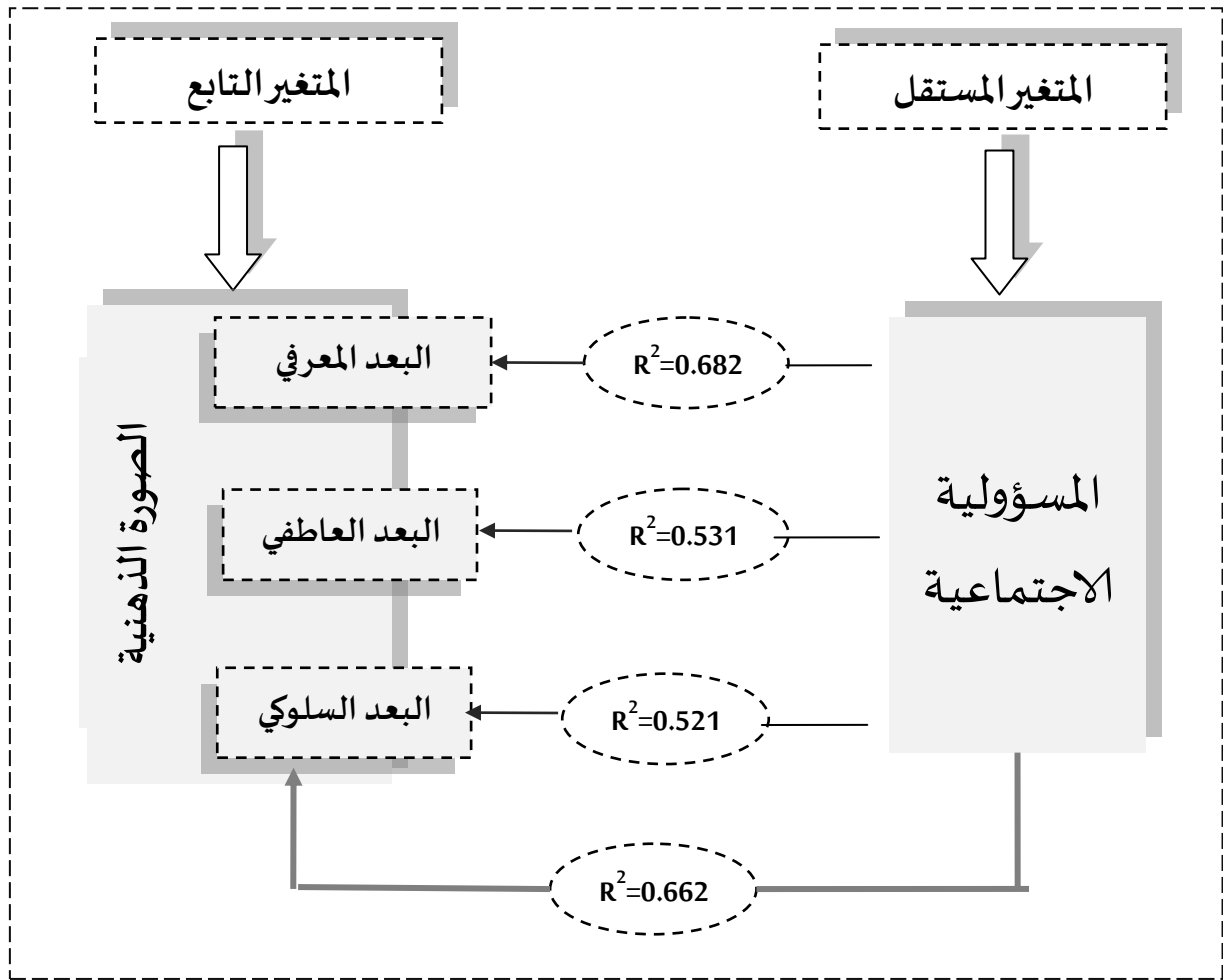 المتغير المستقل
المتغير التابع
البعد المعرفي
R²=0.682
المسؤولية
الاجتماعية
الصورة الذهنية
البعد العاطفي
R²=0.531
البعد السلوكي
R²=0.521
R²=0.662